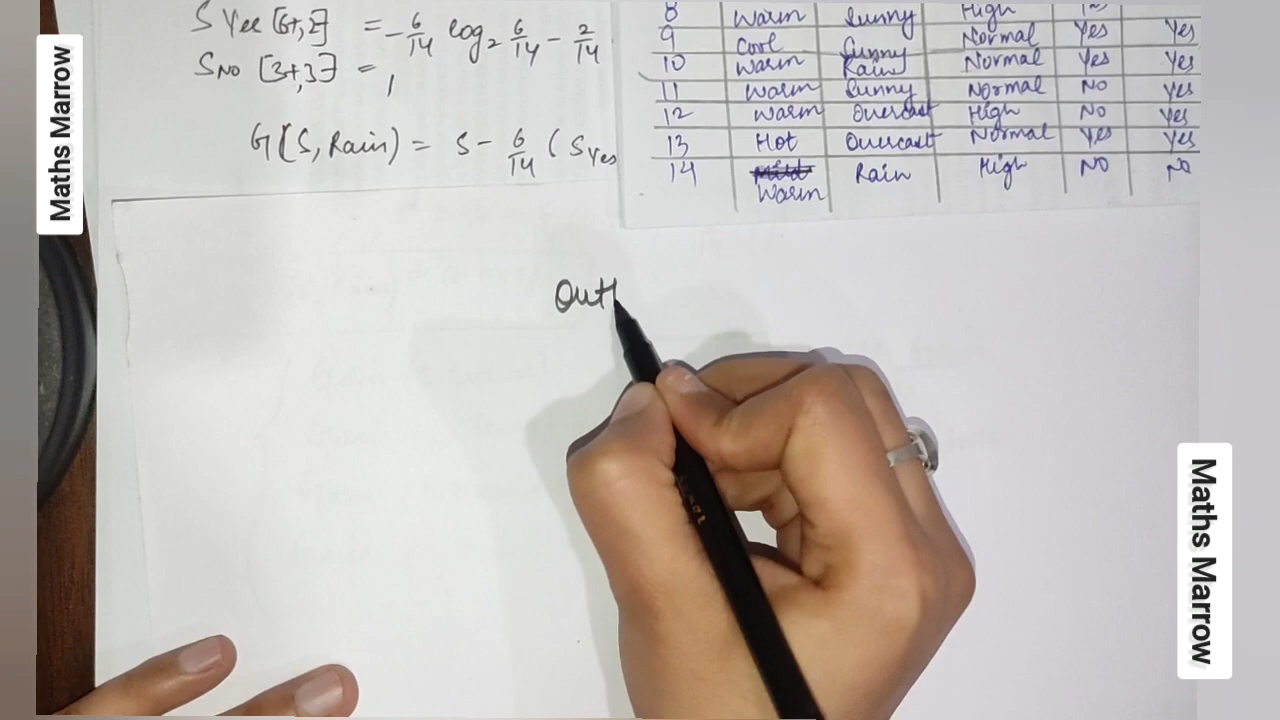 S Yes [6+, 2] = - 6/14 log2 6/14 - 2/14
SNO [3+, 3-] = 1
G(S, Rain) = S - 6/14 ( SYes
8 Warm Sunny High
9 Cool Sunny Normal Yes Yes
10 Warm Rain Normal Yes Yes
11 Warm Sunny Normal NO Yes
12 Warm Overcast High NO Yes
13 Hot Overcast Normal Yes Yes
14 Warm Rain High NO NO
Outl
Maths Marrow
Maths Marrow